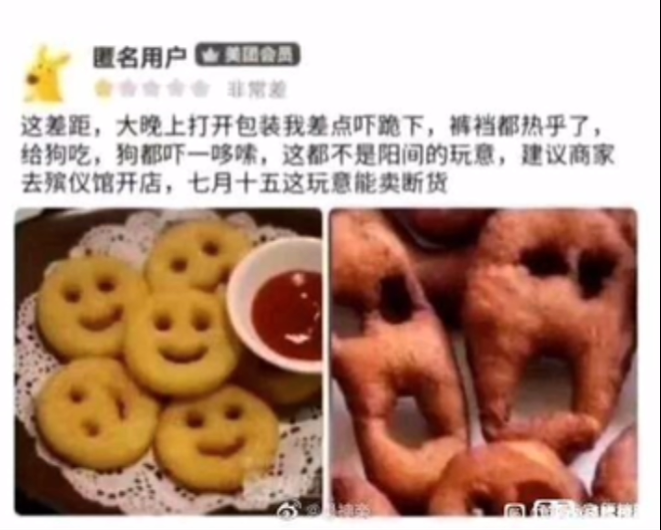 匿名用户 美团会员
非常差
这差距，大晚上打开包装我差点吓跪下，裤裆都热乎了，
给狗吃，狗都吓一哆嗦，这都不是阳间的玩意，建议商家
去殡仪馆开店，七月十五这玩意能卖断货